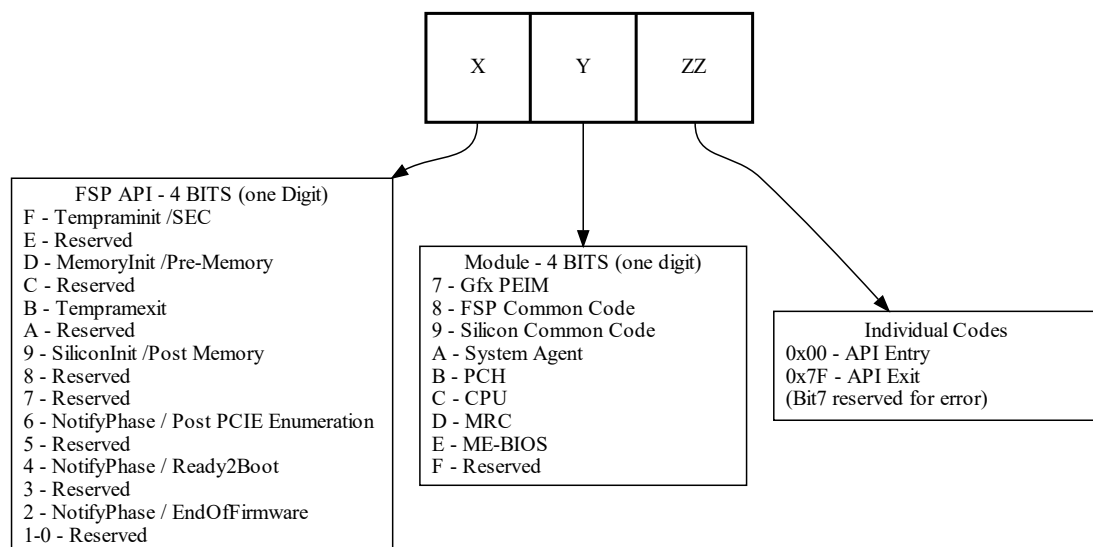 X
Y
ZZ
FSP API - 4 BITS (one Digit)
F - Tempraminit /SEC
E - Reserved
D - MemoryInit /Pre-Memory
C - Reserved
B - Tempramexit
A - Reserved
9 - SiliconInit /Post Memory
8 - Reserved
7 - Reserved
6 - NotifyPhase / Post PCIE Enumeration
5 - Reserved
4 - NotifyPhase / Ready2Boot
3 - Reserved
2 - NotifyPhase / EndOfFirmware
1-0 - Reserved
Module - 4 BITS (one digit)
7 - Gfx PEIM
8 - FSP Common Code
9 - Silicon Common Code
A - System Agent
B - PCH
C - CPU
D - MRC
E - ME-BIOS
F - Reserved
Individual Codes
0x00 - API Entry
0x7F - API Exit
(Bit7 reserved for error)